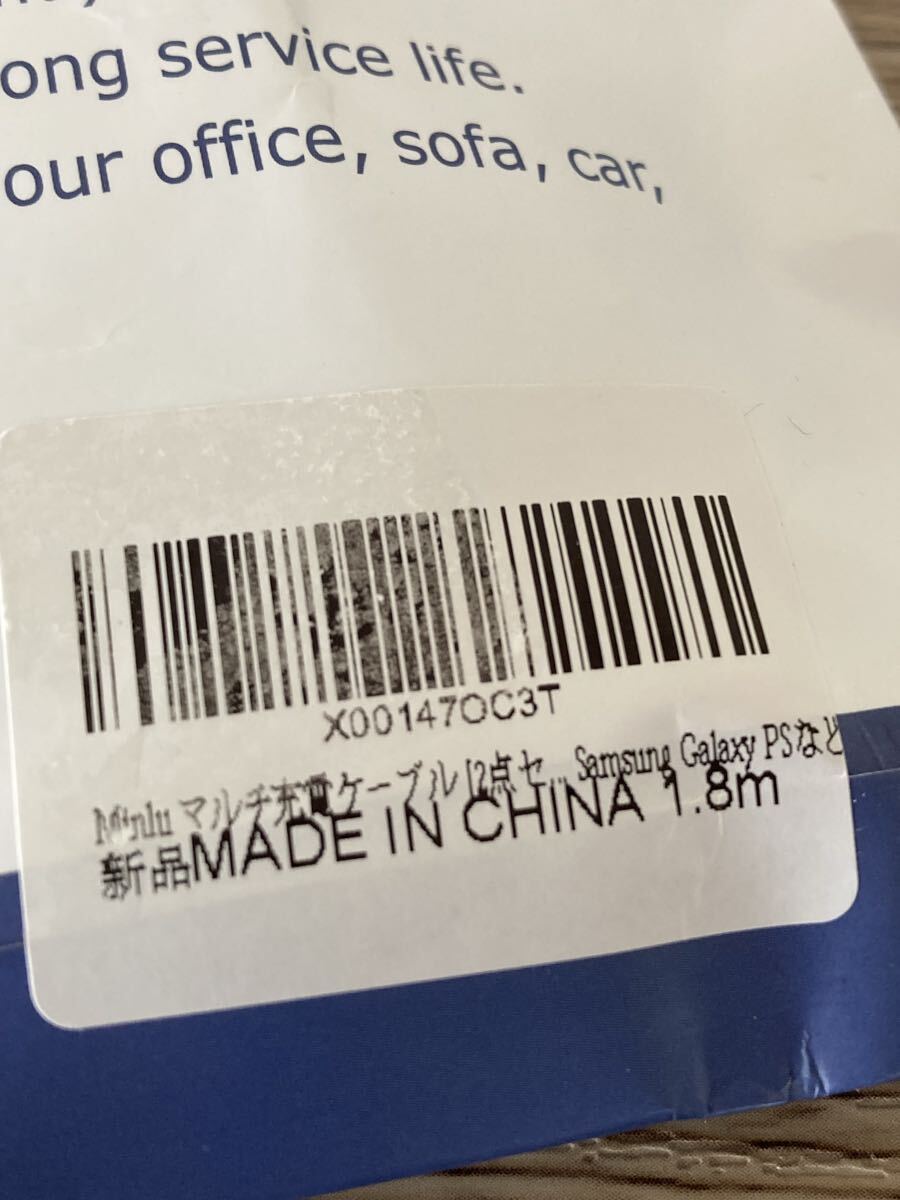 ong service life.
our office, sofa, car,
X00147OC3T
Minlu マルチ充電ケーブル [2点セ... Samsung Galaxy PSなど
新品MADE IN CHINA 1.8m